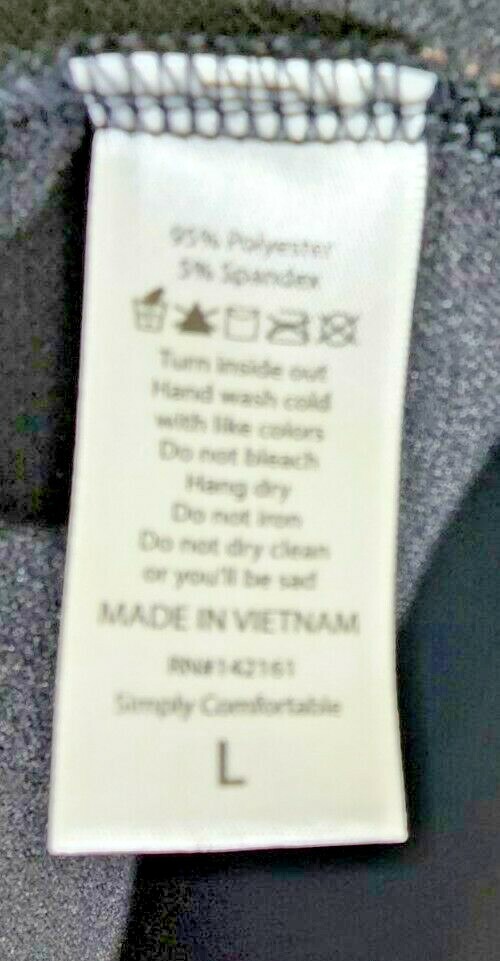 95% Polyester
5% Spandex
Turn inside out
Hand wash cold
with like colors
Do not bleach
Hang dry
Do not iron
Do not dry clean
or you'll be sad
MADE IN VIETNAM
RN#142161
Simply Comfortable
L